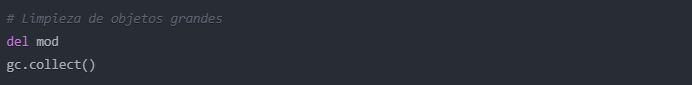 # Limpieza de objetos grandes
del mod
gc.collect()